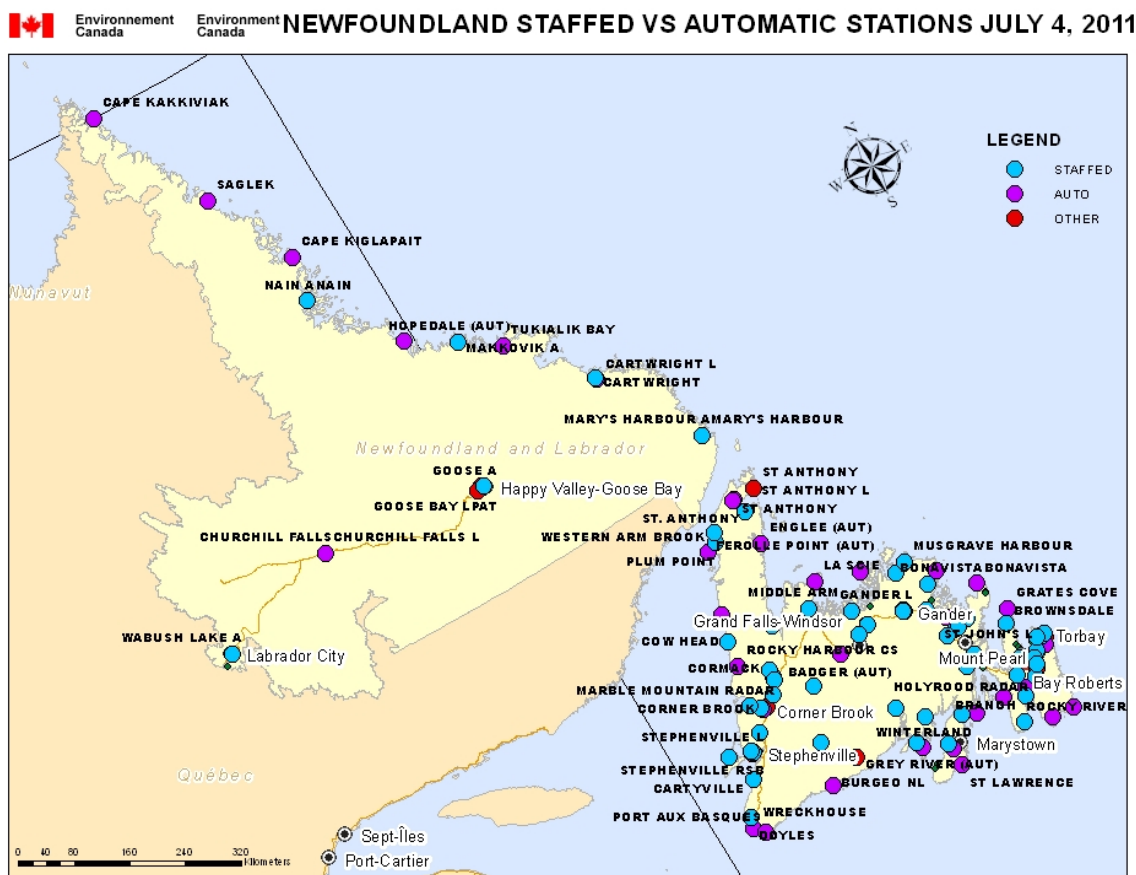 Environnement Canada
Environment Canada
NEWFOUNDLAND STAFFED VS AUTOMATIC STATIONS JULY 4, 2011
CAPE KAKKIVIAK
N
E
W
S
LEGEND
STAFFED
AUTO
OTHER
SAGLEK
CAPE KIGLAPAIT
NAIN ANAIN
Nunavut
HOPEDALE (AUT)
TUKIALIK BAY
MAKKOVIK A
CARTWRIGHT L
CARTWRIGHT
MARY'S HARBOUR AMARY'S HARBOUR
Newfoundland and Labrador
GOOSE A
Happy Valley-Goose Bay
GOOSE BAY LPAT
ST ANTHONY
ST ANTHONY L
ST ANTHONY
ST. ANTHONY
ENGLEE (AUT)
CHURCHILL FALLSCHURCHILL FALLS L
WESTERN ARM BROOK
FEROLLE POINT (AUT)
MUSGRAVE HARBOUR
PLUM POINT
LA SCIE
BONAVISTABONAVISTA
MIDDLE ARM
GANDER L
GRATES COVE
BROWNSDALE
Grand Falls-Windsor
Gander
WABUSH LAKE A
Labrador City
COW HEAD
ST JOHN'S L
Torbay
ROCKY HARBOUR CS
Mount Pearl
CORMACK
BADGER (AUT)
Bay Roberts
MARBLE MOUNTAIN RADAR
HOLYROOD RADAR
CORNER BROOK
Corner Brook
BRANCH
ROCKY RIVER
STEPHENVILLE L
WINTERLAND
Stephenville
Marystown
STEPHENVILLE RSB
GREY RIVER (AUT)
Québec
CARTYVILLE
BURGEO NL
ST LAWRENCE
PORT AUX BASQUES
WRECKHOUSE
DOYLES
Sept-Îles
Port-Cartier
0 40 80 160 240 320
Kilometers